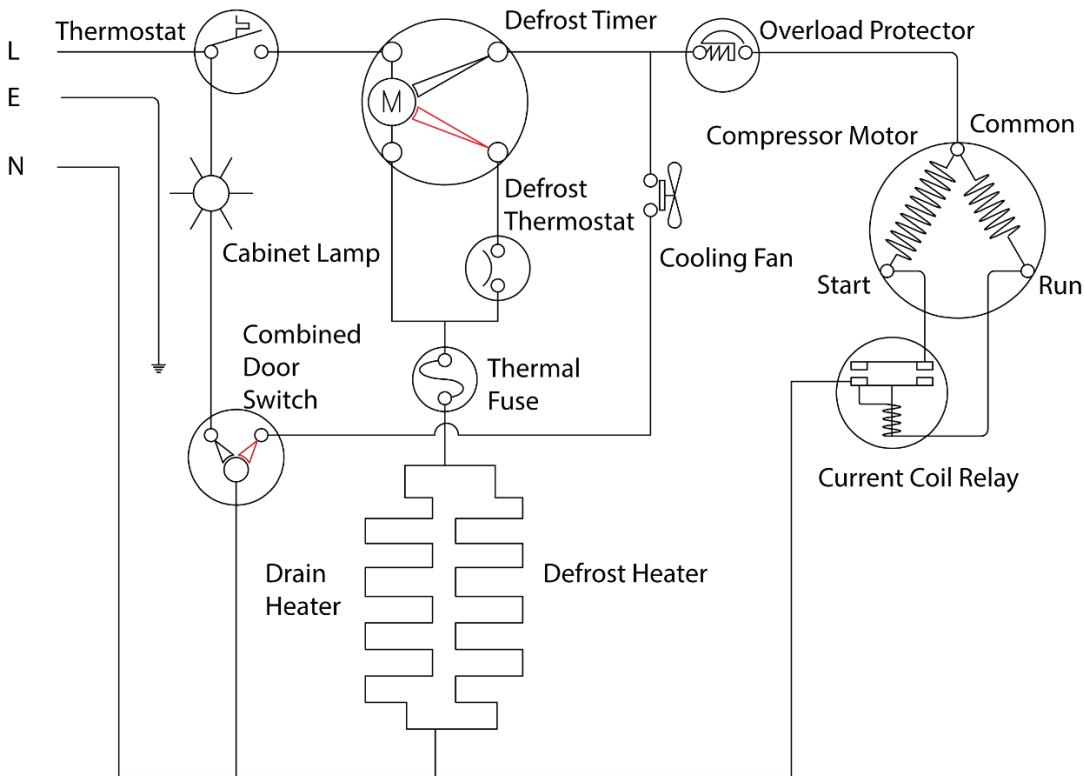 Thermostat
Defrost Timer
Overload Protector
L
E
N
M
Compressor Motor
Common
Defrost
Thermostat
Cabinet Lamp
Cooling Fan
Start
Run
Combined
Door
Switch
Thermal
Fuse
Current Coil Relay
Drain
Heater
Defrost Heater